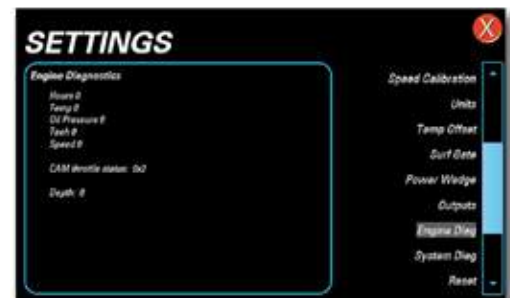 SETTINGS
X
Engine Diagnostics
Hours 0
Temp 0
Oil Pressure 0
Tach 0
Speed 0
CAN throttle status: 0x0
Depth: 0
Speed Calibration
Units
Temp Offset
Surf Gate
Power Wedge
Outputs
Engine Diag
System Diag
Reset